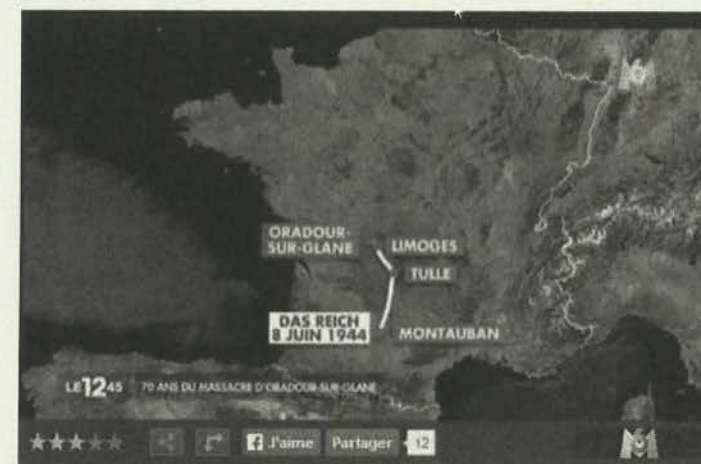 ORADOUR-
SUR-GLANE
LIMOGES
TULLE
DAS REICH
8 JUIN 1944
MONTAUBAN
LE 12 45
70 ANS DU MASSACRE D'ORADOUR-SUR-GLANE
J'aime
Partager
12
M6